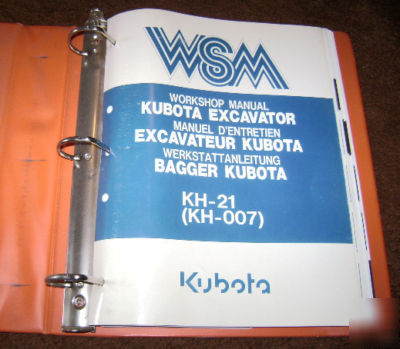 WSM
WORKSHOP MANUAL
KUBOTA EXCAVATOR
MANUEL D'ENTRETIEN
EXCAVATEUR KUBOTA
WERKSTATTANLEITUNG
BAGGER KUBOTA
KH-21
(KH-007)
Kubota